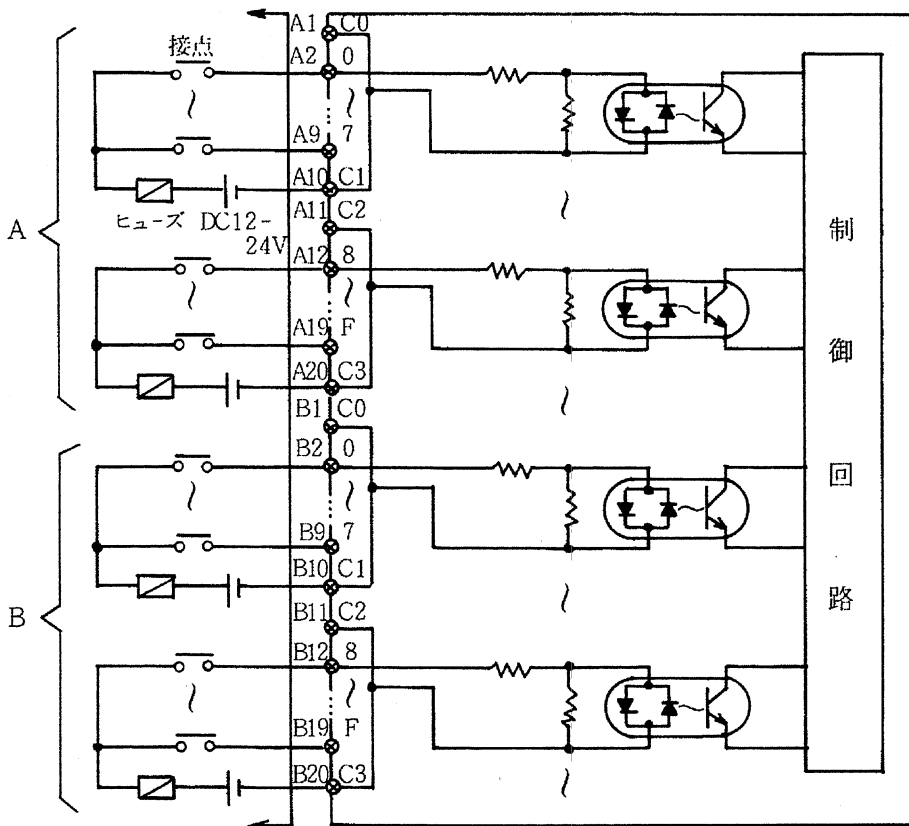 A1 C0
接点 A2 0
A9 7
A10 C1
ヒューズ DC12-24V
A11 C2
A
A12 8
A19 F
A20 C3
B1 C0
B2 0
B9 7
B10 C1
B11 C2
B
B12 8
B19 F
B20 C3
制御回路